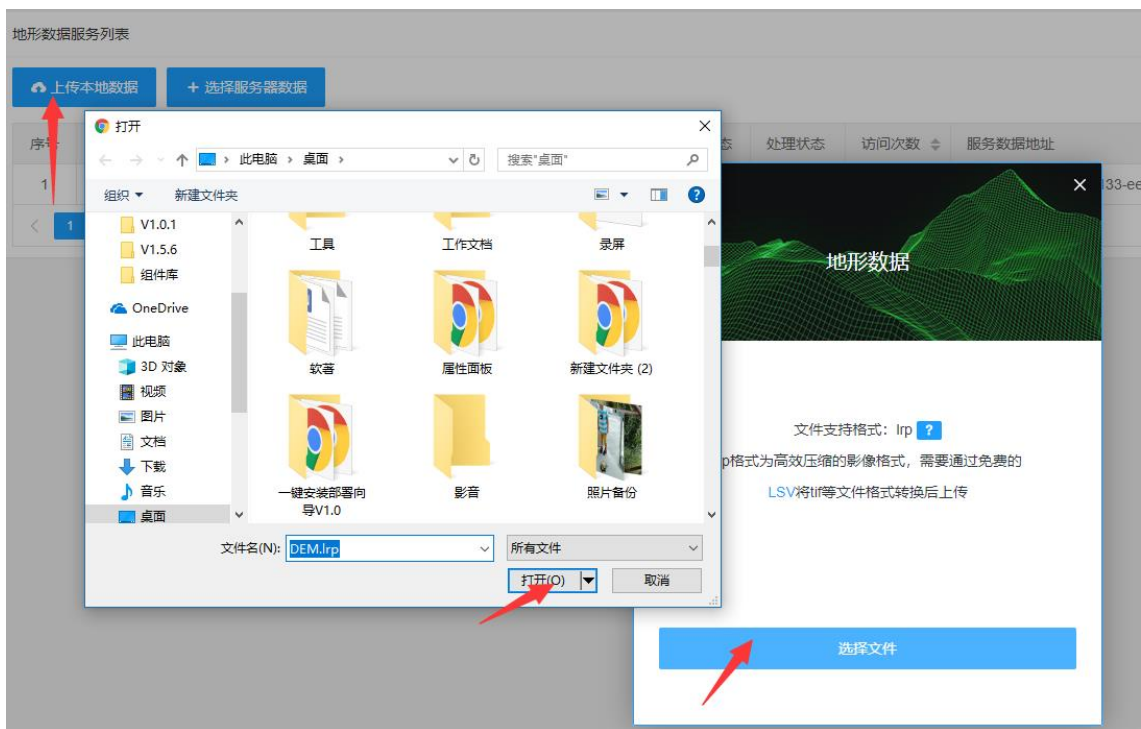 地形数据服务列表
上传本地数据
+ 选择服务器数据
序号
态
处理状态
访问次数
服务数据地址
1
133-ee
<
1
打开
此电脑 › 桌面 ›
搜索"桌面"
组织
新建文件夹
V1.0.1
V1.5.6
组件库
OneDrive
此电脑
3D 对象
视频
图片
文档
下载
音乐
桌面
工具
工作文档
录屏
软著
属性面板
新建文件夹 (2)
一键安装部署向
导V1.0
影音
照片备份
文件名(N):
DEM.lrp
所有文件
打开(O)
取消
地形数据
文件支持格式：lrp ?
p格式为高效压缩的影像格式，需要通过免费的
LSV将tif等文件格式转换后上传
选择文件